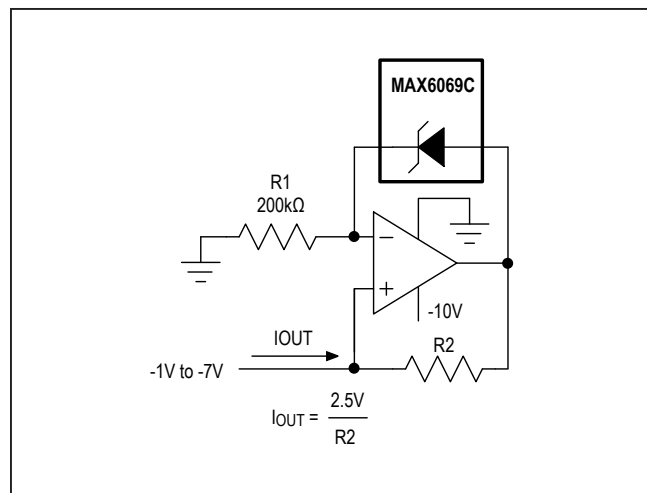 MAX6069C
R1
200kΩ
−
+
-10V
IOUT
R2
-1V to -7V
IOUT = 2.5V
R2